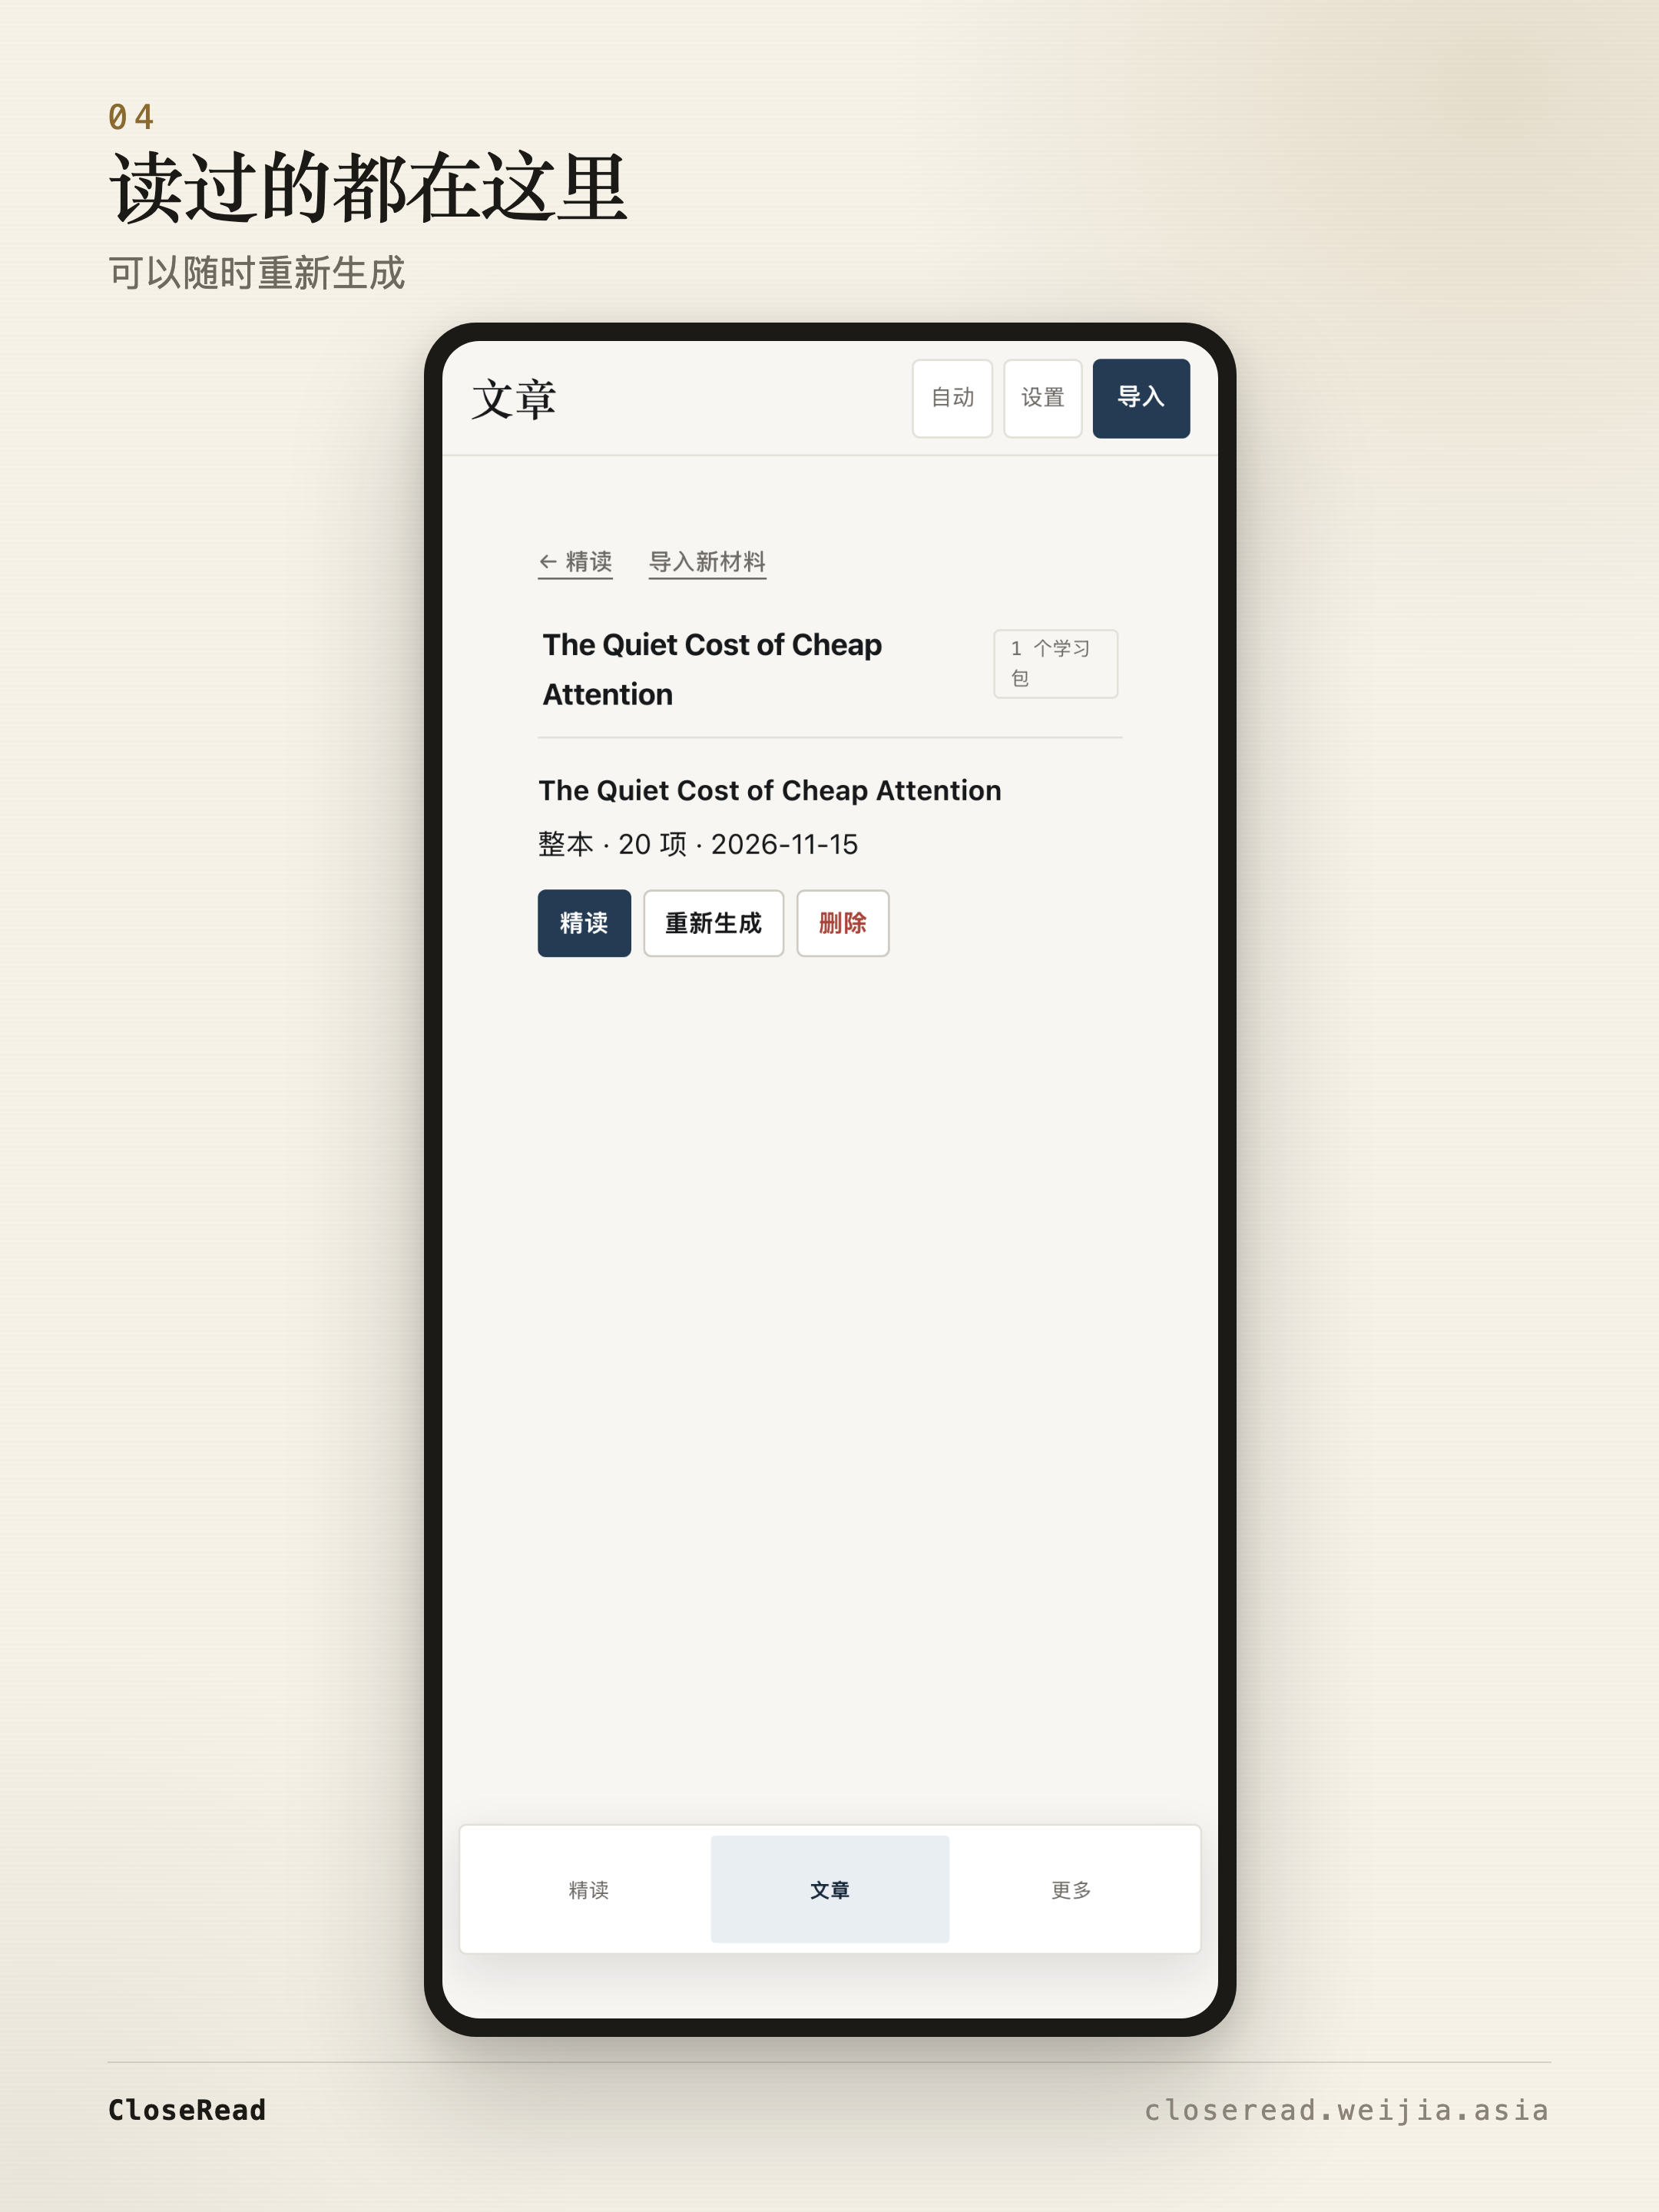 04
读过的都在这里
可以随时重新生成
文章
自动 设置 导入
← 精读 导入新材料
The Quiet Cost of Cheap
Attention
1 个学习
包
The Quiet Cost of Cheap Attention
整本 · 20 项 · 2026-11-15
精读 重新生成 删除
精读 文章 更多
CloseRead closeread.weijia.asia